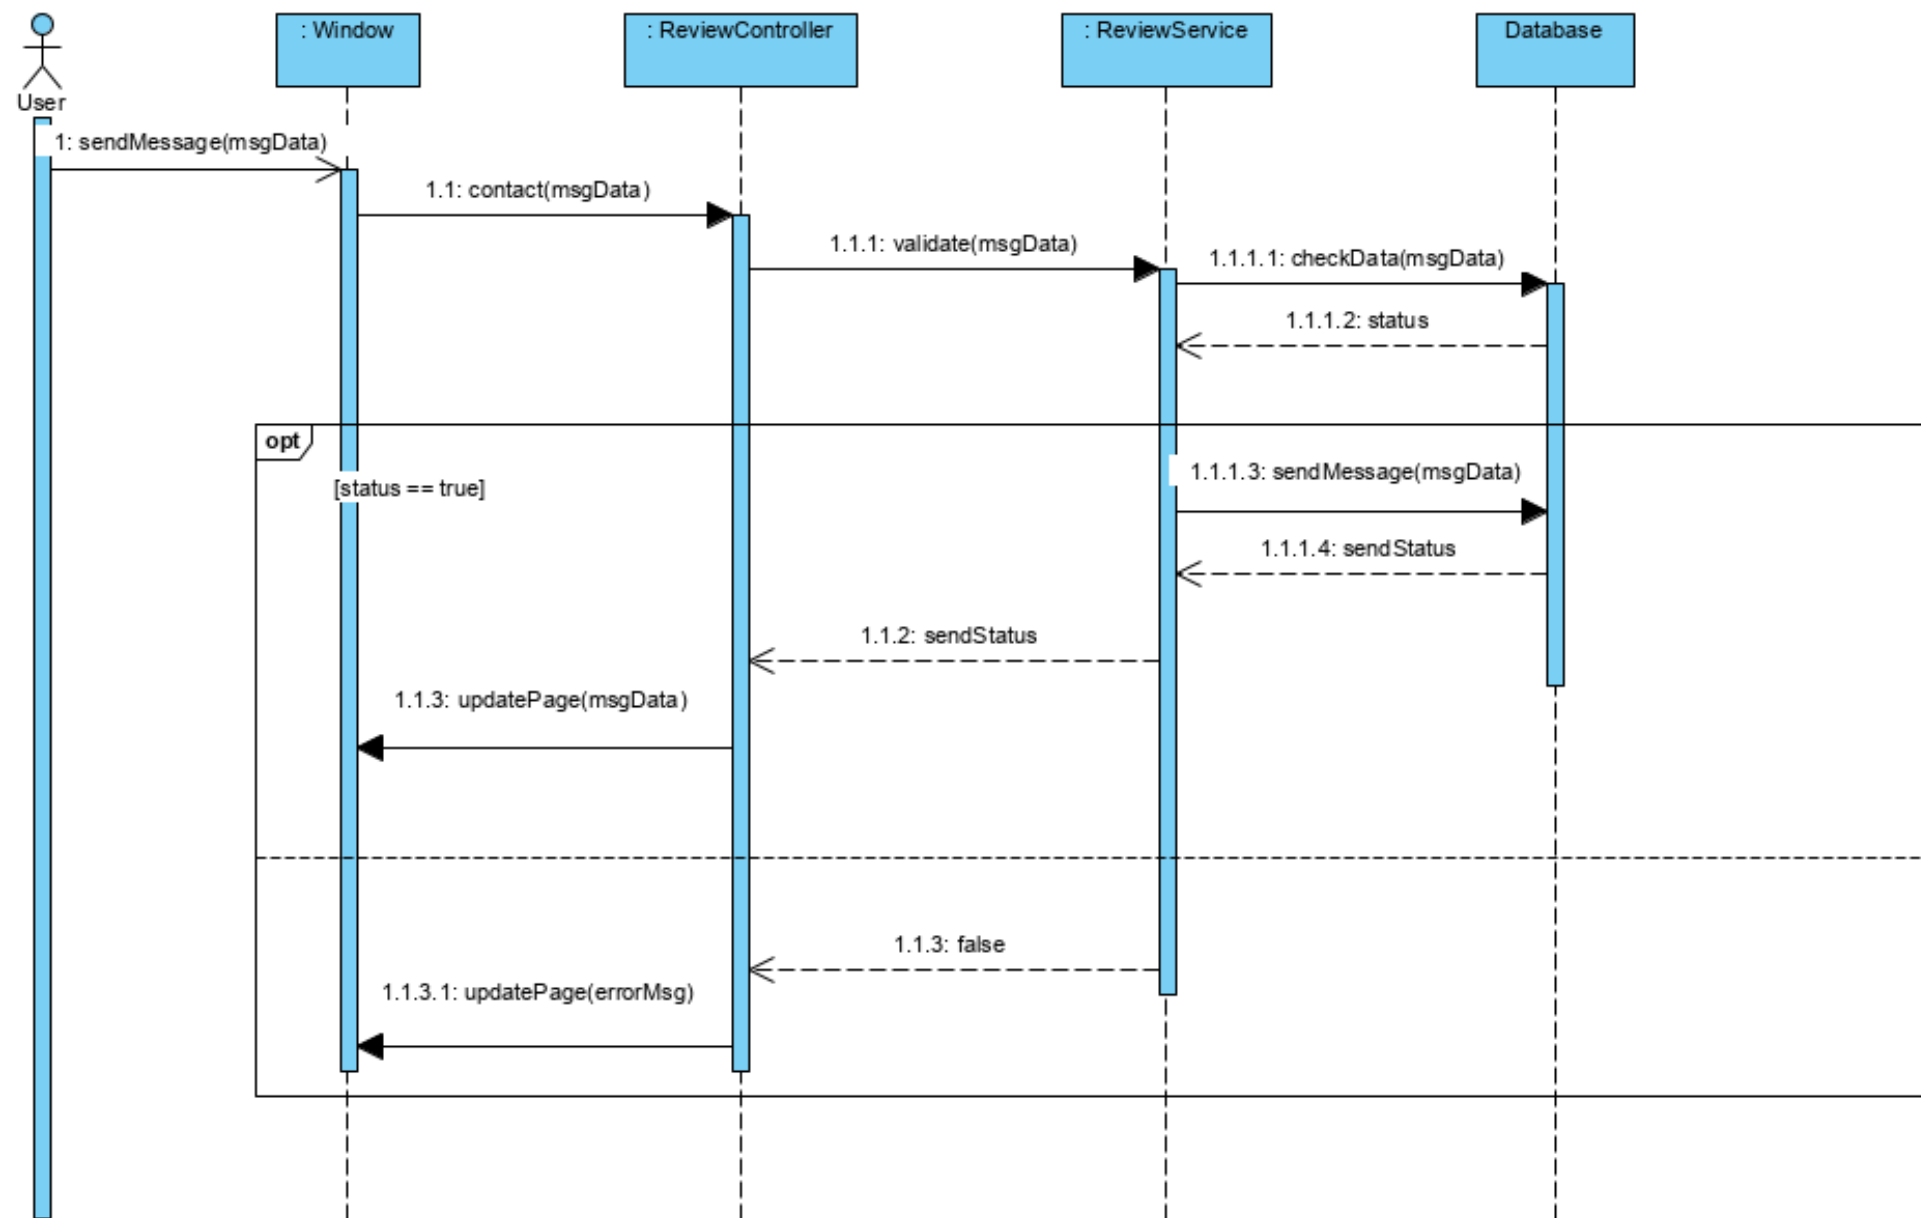 : Window
: ReviewController
: ReviewService
Database
User
1: sendMessage(msgData)
1.1: contact(msgData)
1.1.1: validate(msgData)
1.1.1.1: checkData(msgData)
1.1.1.2: status
opt
[status == true]
1.1.1.3: sendMessage(msgData)
1.1.1.4: sendStatus
1.1.2: sendStatus
1.1.3: updatePage(msgData)
1.1.3: false
1.1.3.1: updatePage(errorMsg)